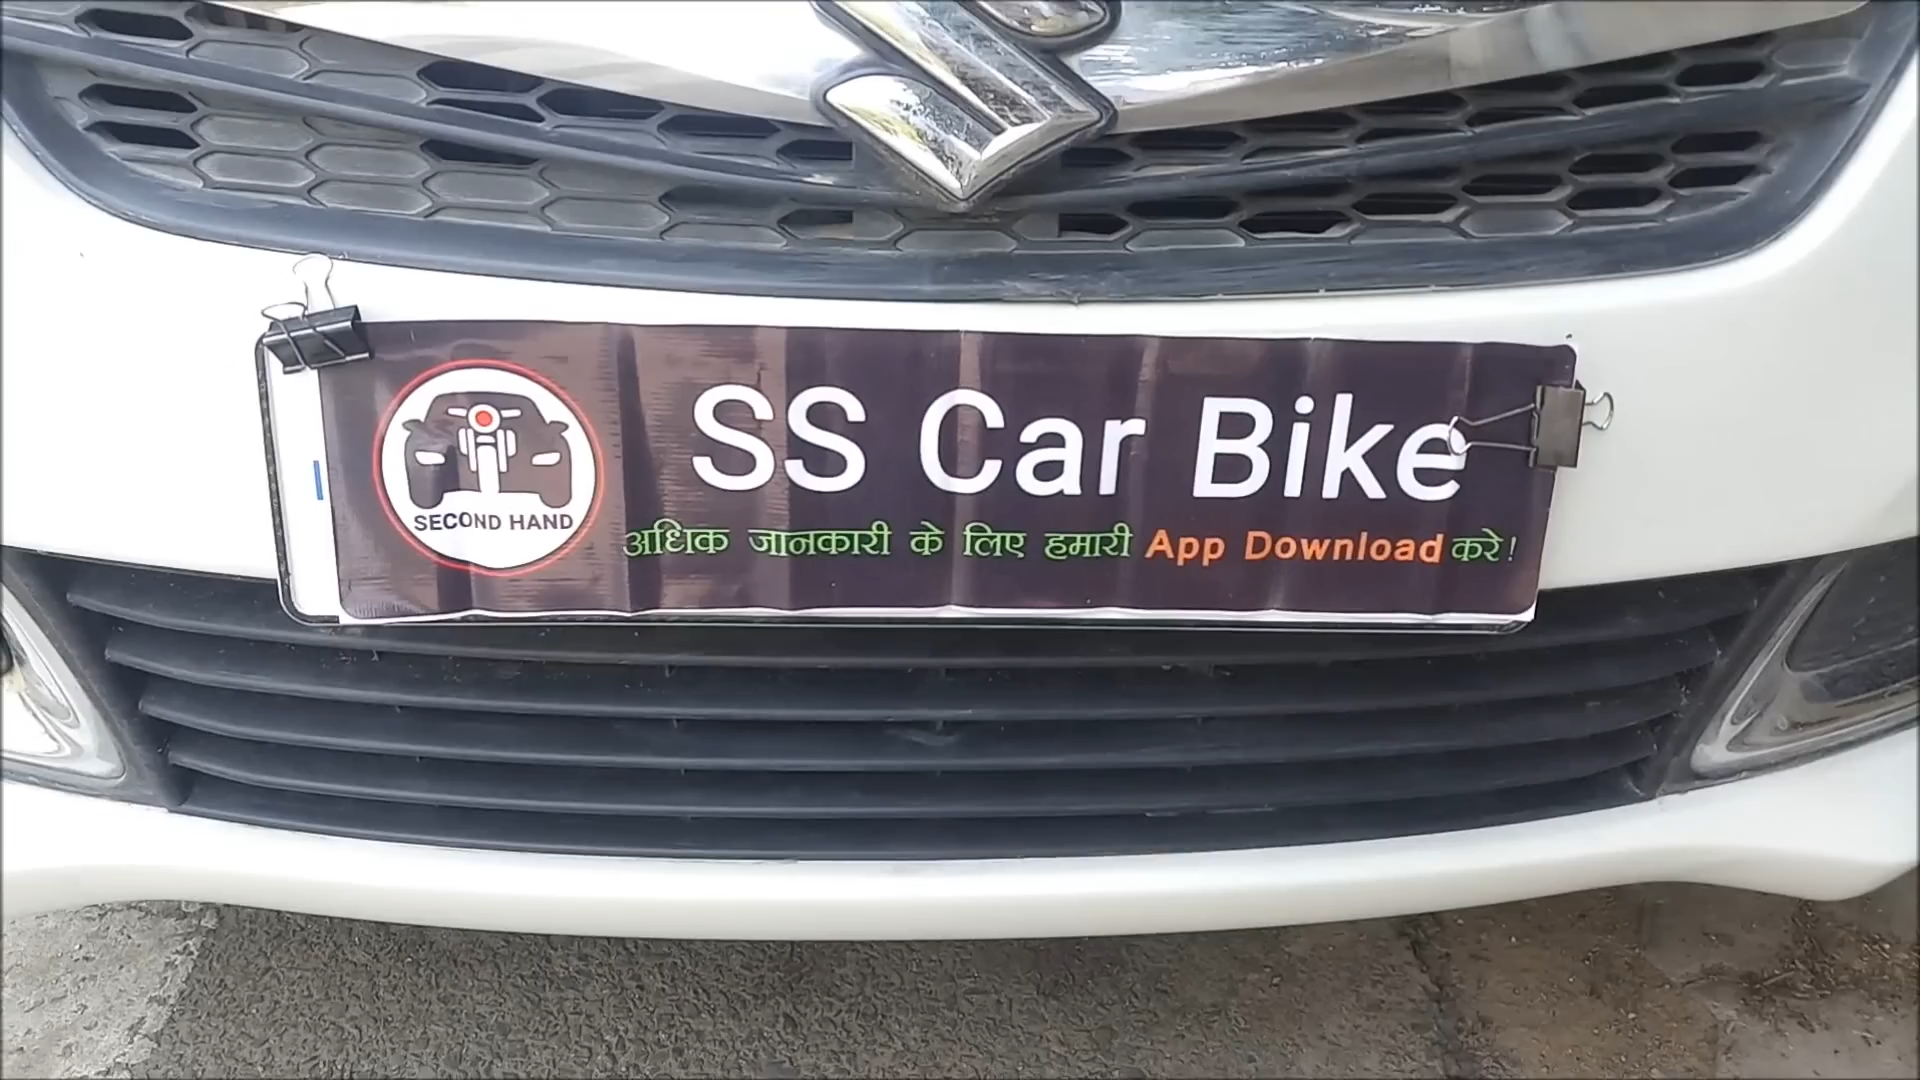 SS Car Bike
SECOND HAND
अधिक जानकारी के लिए हमारी App Download करे!